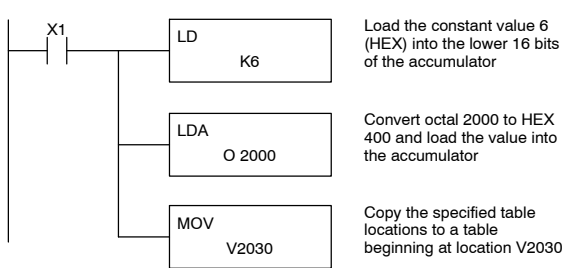 X1
LD
K6
Load the constant value 6
(HEX) into the lower 16 bits
of the accumulator
LDA
O 2000
Convert octal 2000 to HEX
400 and load the value into
the accumulator
MOV
V2030
Copy the specified table
locations to a table
beginning at location V2030